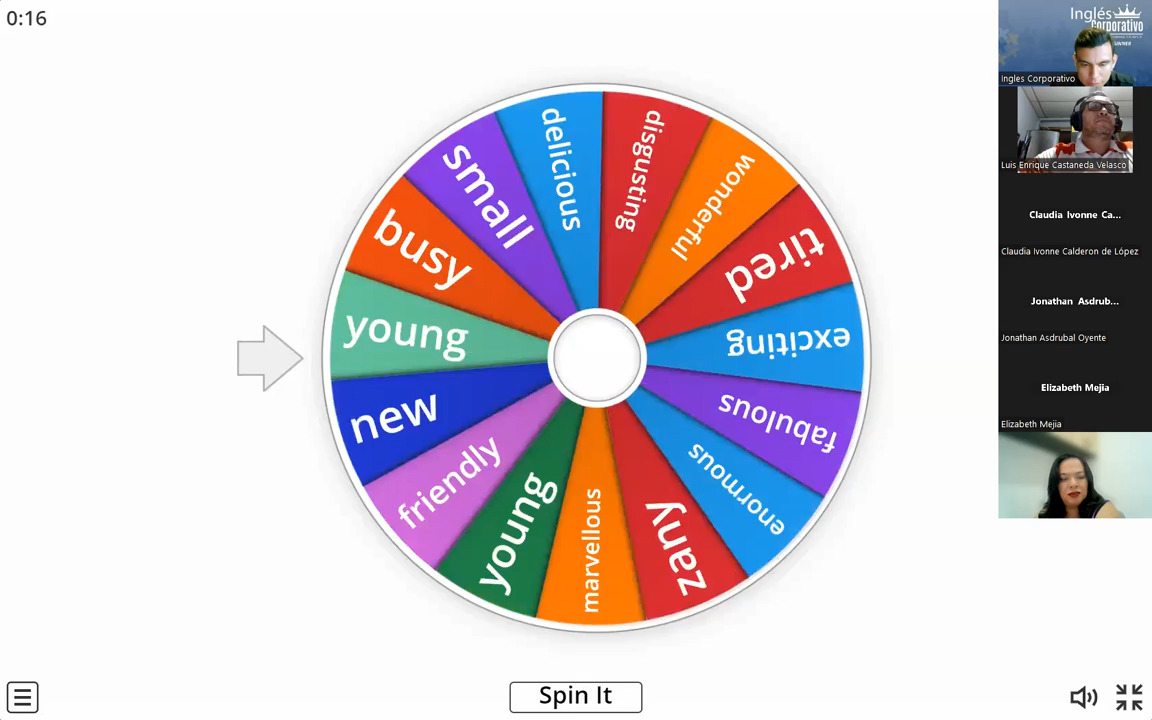 0:16
delicious
disgusting
wonderful
tired
exciting
fabulous
enormous
zany
marvellous
young
friendly
new
young
busy
small
Spin It
Inglés
Corporativo
Ingles Corporativo
Luis Enrique Castaneda Velasco
Claudia Ivonne Ca...
Claudia Ivonne Calderon de López
Jonathan Asdrub...
Jonathan Asdrubal Oyente
Elizabeth Mejia
Elizabeth Mejia